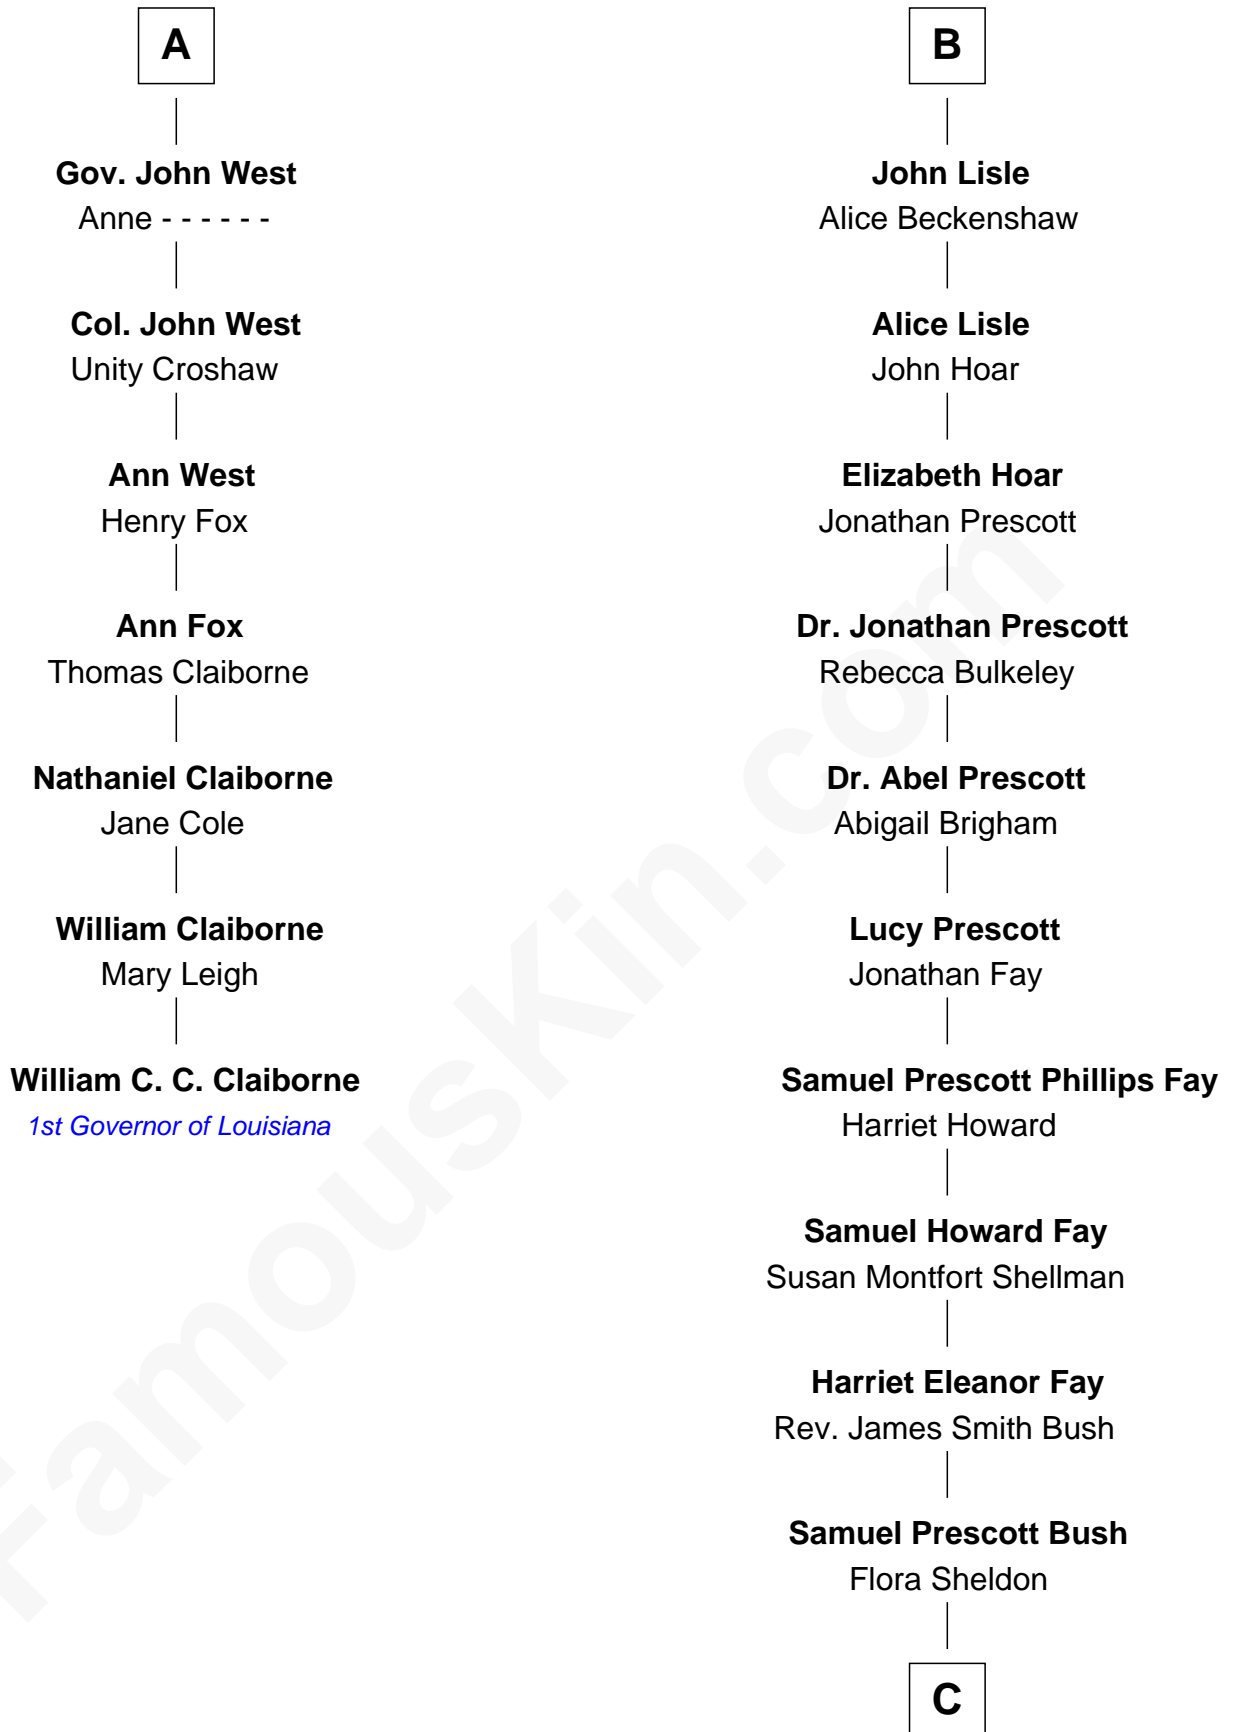 A
Gov. John West
Anne - - - - - -
Col. John West
Unity Croshaw
Ann West
Henry Fox
Ann Fox
Thomas Claiborne
Nathaniel Claiborne
Jane Cole
William Claiborne
Mary Leigh
William C. C. Claiborne
1st Governor of Louisiana
B
John Lisle
Alice Beckenshaw
Alice Lisle
John Hoar
Elizabeth Hoar
Jonathan Prescott
Dr. Jonathan Prescott
Rebecca Bulkeley
Dr. Abel Prescott
Abigail Brigham
Lucy Prescott
Jonathan Fay
Samuel Prescott Phillips Fay
Harriet Howard
Samuel Howard Fay
Susan Montfort Shellman
Harriet Eleanor Fay
Rev. James Smith Bush
Samuel Prescott Bush
Flora Sheldon
C
FamousKin.com